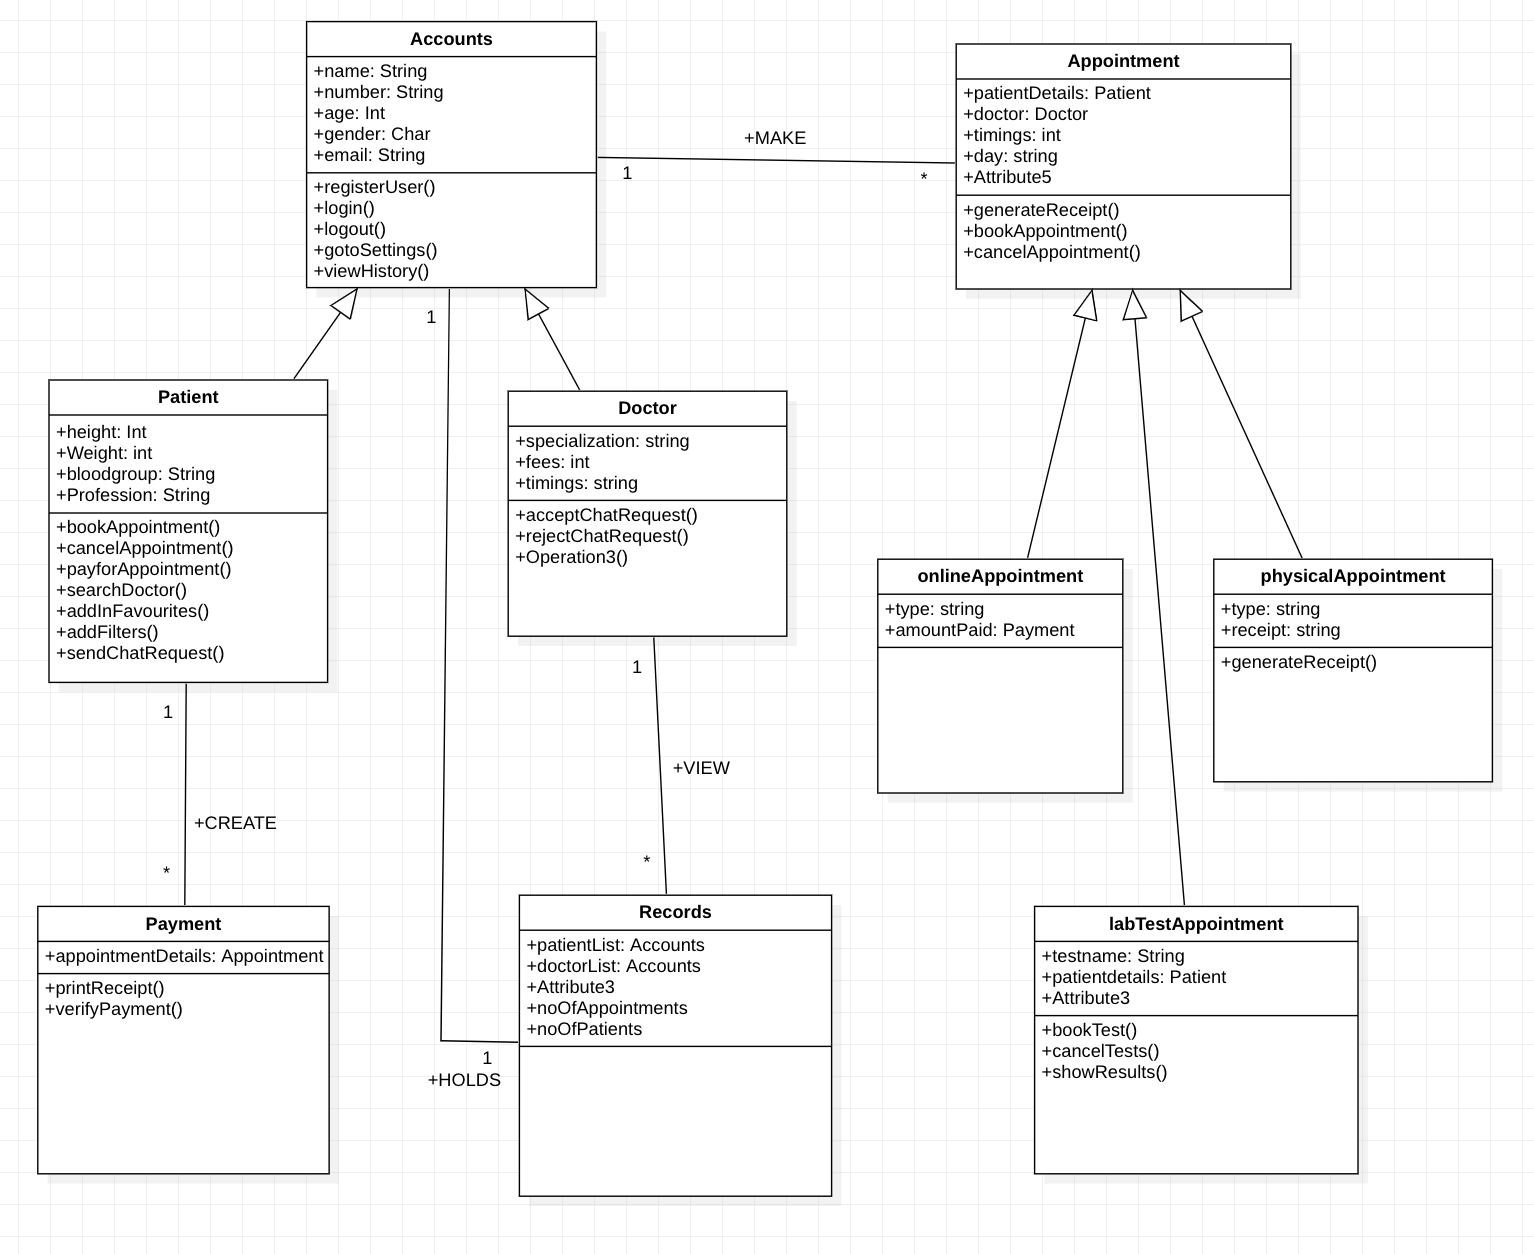 Accounts
+name: String
+number: String
+age: Int
+gender: Char
+email: String
+registerUser()
+login()
+logout()
+gotoSettings()
+viewHistory()
+MAKE
1
*
Appointment
+patientDetails: Patient
+doctor: Doctor
+timings: int
+day: string
+Attribute5
+generateReceipt()
+bookAppointment()
+cancelAppointment()
1
Patient
+height: Int
+Weight: int
+bloodgroup: String
+Profession: String
+bookAppointment()
+cancelAppointment()
+payforAppointment()
+searchDoctor()
+addInFavourites()
+addFilters()
+sendChatRequest()
Doctor
+specialization: string
+fees: int
+timings: string
+acceptChatRequest()
+rejectChatRequest()
+Operation3()
onlineAppointment
+type: string
+amountPaid: Payment
physicalAppointment
+type: string
+receipt: string
+generateReceipt()
1
+CREATE
*
1
+VIEW
*
Payment
+appointmentDetails: Appointment
+printReceipt()
+verifyPayment()
1
+HOLDS
Records
+patientList: Accounts
+doctorList: Accounts
+Attribute3
+noOfAppointments
+noOfPatients
labTestAppointment
+testname: String
+patientdetails: Patient
+Attribute3
+bookTest()
+cancelTests()
+showResults()